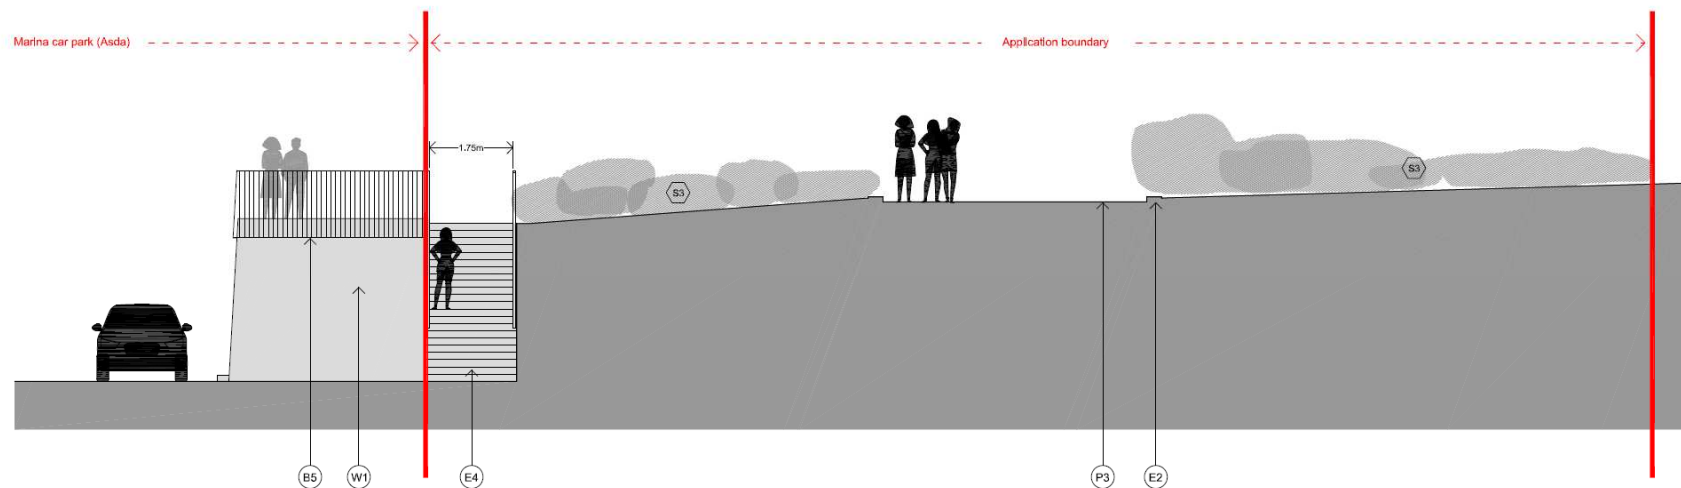 Marina car park (Asda)
Application boundary
1.75m
S3
S3
B5
W1
E4
P3
E2